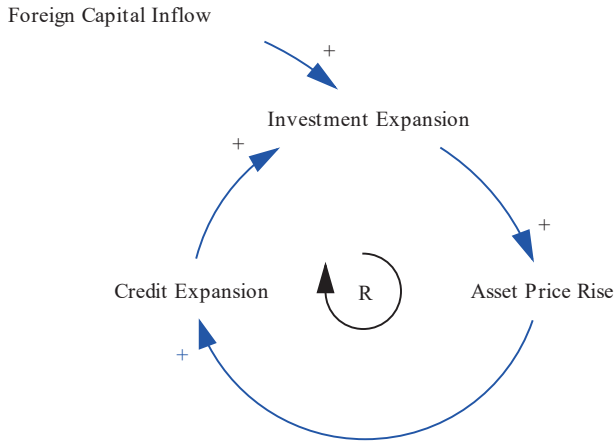 Foreign Capital Inflow
+
Investment Expansion
+
+
Credit Expansion
R
Asset Price Rise
+